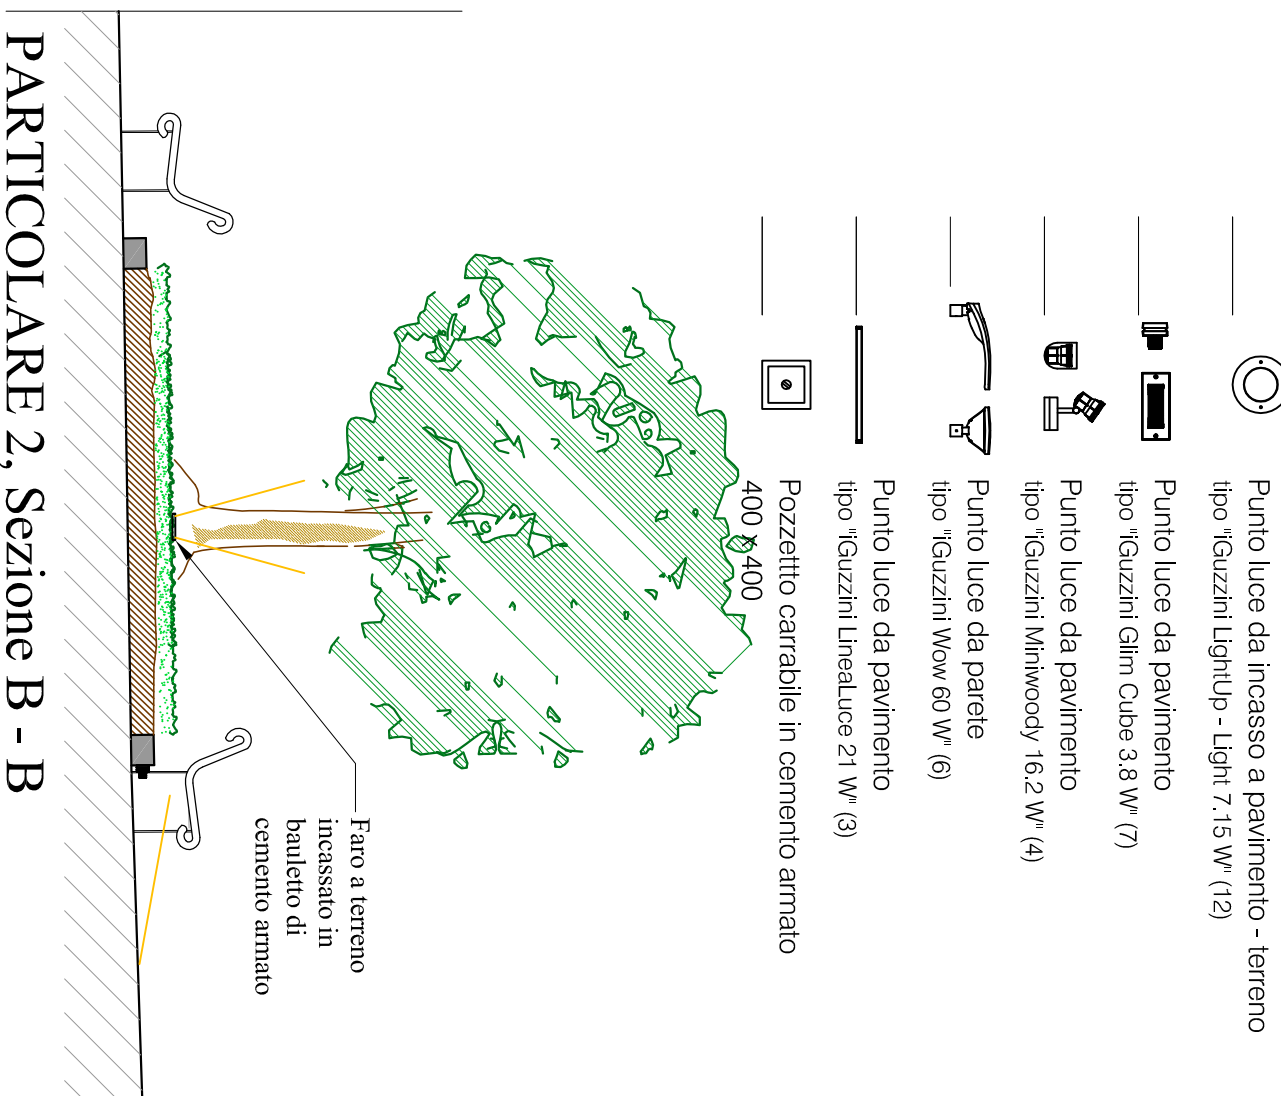 Punto luce da incasso a pavimento - terreno
tipo "iGuzzini LightUp - Light 7.15 W" (12)
Punto luce da pavimento
tipo "iGuzzini Glim Cube 3.8 W" (7)
Punto luce da pavimento
tipo "iGuzzini Miniwoody 16.2 W" (4)
Punto luce da parete
tipo "iGuzzini Wow 60 W" (6)
Punto luce da pavimento
tipo "iGuzzini LineaLuce 21 W" (3)
Pozzettto carrabile in cemento armato
400 x 400
Faro a terreno
incassato in
bauletto di
cemento armato
PARTICOLARE 2, Sezione B - B